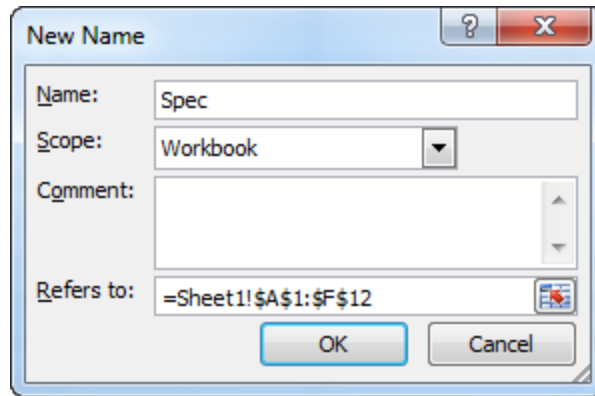 New Name
?
Name: Spec
Scope: Workbook
Comment:
Refers to: =Sheet1!$A$1:$F$12
OK Cancel